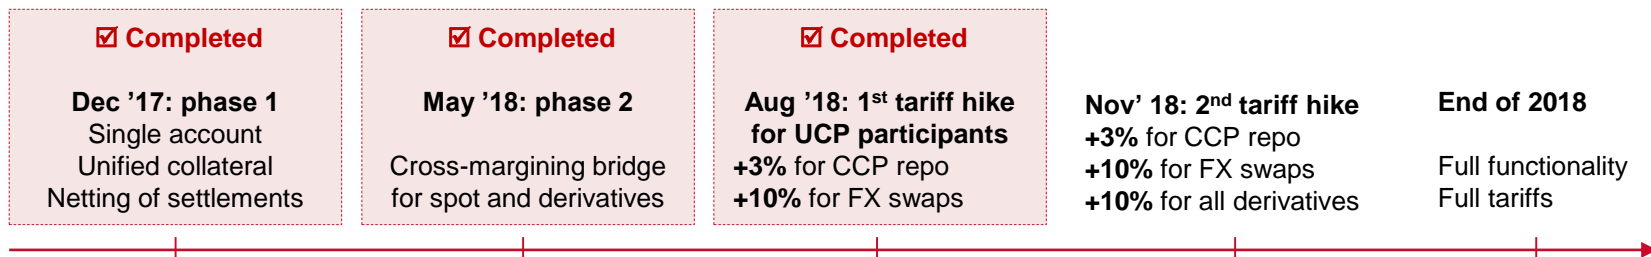 ☑ Completed
Dec ’17: phase 1
Single account
Unified collateral
Netting of settlements
☑ Completed
May ’18: phase 2
Cross-margining bridge
for spot and derivatives
☑ Completed
Aug ’18: 1st tariff hike
for UCP participants
+3% for CCP repo
+10% for FX swaps
Nov’ 18: 2nd tariff hike
+3% for CCP repo
+10% for FX swaps
+10% for all derivatives
End of 2018
Full functionality
Full tariffs